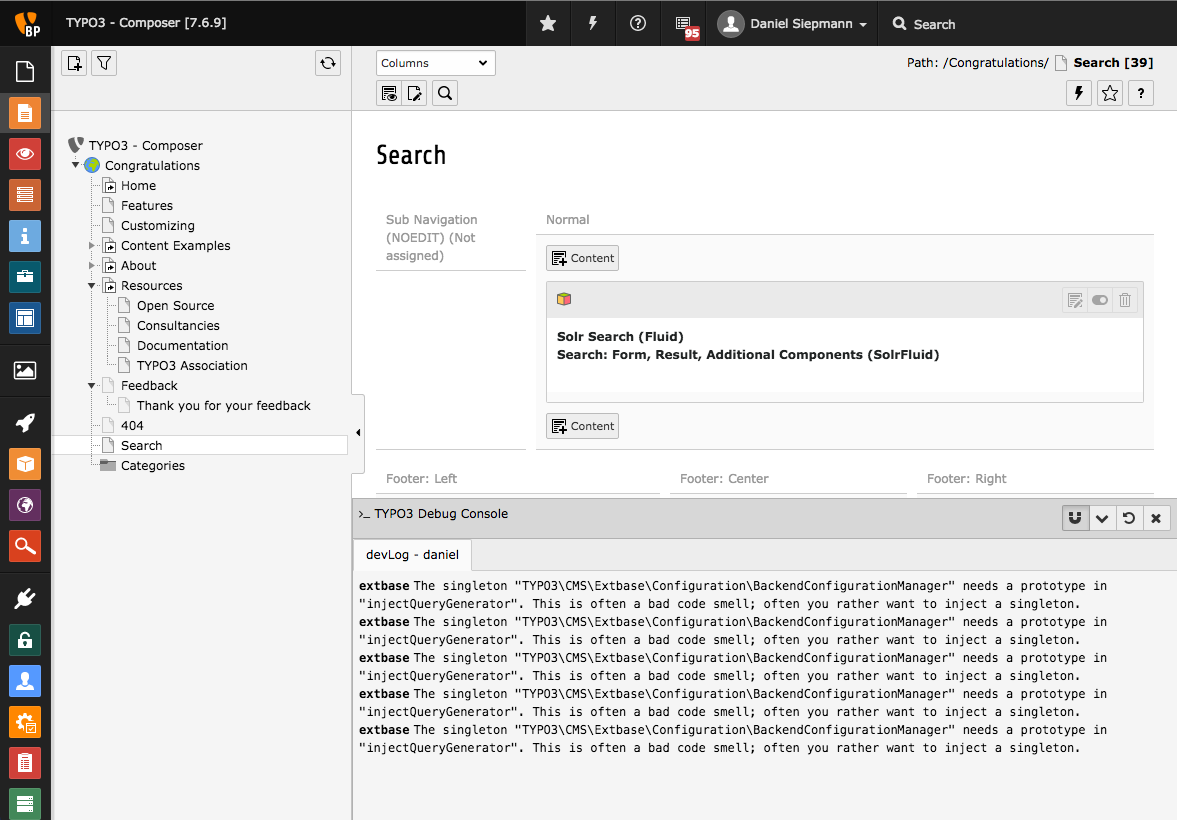 BP
TYPO3 - Composer [7.6.9]
95
Daniel Siepmann
Search
Columns
Path: /Congratulations/ Search [39]
?
TYPO3 - Composer
Congratulations
Home
Features
Customizing
Content Examples
About
Resources
Open Source
Consultancies
Documentation
TYPO3 Association
Feedback
Thank you for your feedback
404
Search
Categories
Search
Sub Navigation
(NOEDIT) (Not
assigned)
Normal
Content
Solr Search (Fluid)
Search: Form, Result, Additional Components (SolrFluid)
Content
Footer: Left
Footer: Center
Footer: Right
>_ TYPO3 Debug Console
devLog - daniel
extbase The singleton "TYPO3\CMS\Extbase\Configuration\BackendConfigurationManager" needs a prototype in
"injectQueryGenerator". This is often a bad code smell; often you rather want to inject a singleton.
extbase The singleton "TYPO3\CMS\Extbase\Configuration\BackendConfigurationManager" needs a prototype in
"injectQueryGenerator". This is often a bad code smell; often you rather want to inject a singleton.
extbase The singleton "TYPO3\CMS\Extbase\Configuration\BackendConfigurationManager" needs a prototype in
"injectQueryGenerator". This is often a bad code smell; often you rather want to inject a singleton.
extbase The singleton "TYPO3\CMS\Extbase\Configuration\BackendConfigurationManager" needs a prototype in
"injectQueryGenerator". This is often a bad code smell; often you rather want to inject a singleton.
extbase The singleton "TYPO3\CMS\Extbase\Configuration\BackendConfigurationManager" needs a prototype in
"injectQueryGenerator". This is often a bad code smell; often you rather want to inject a singleton.